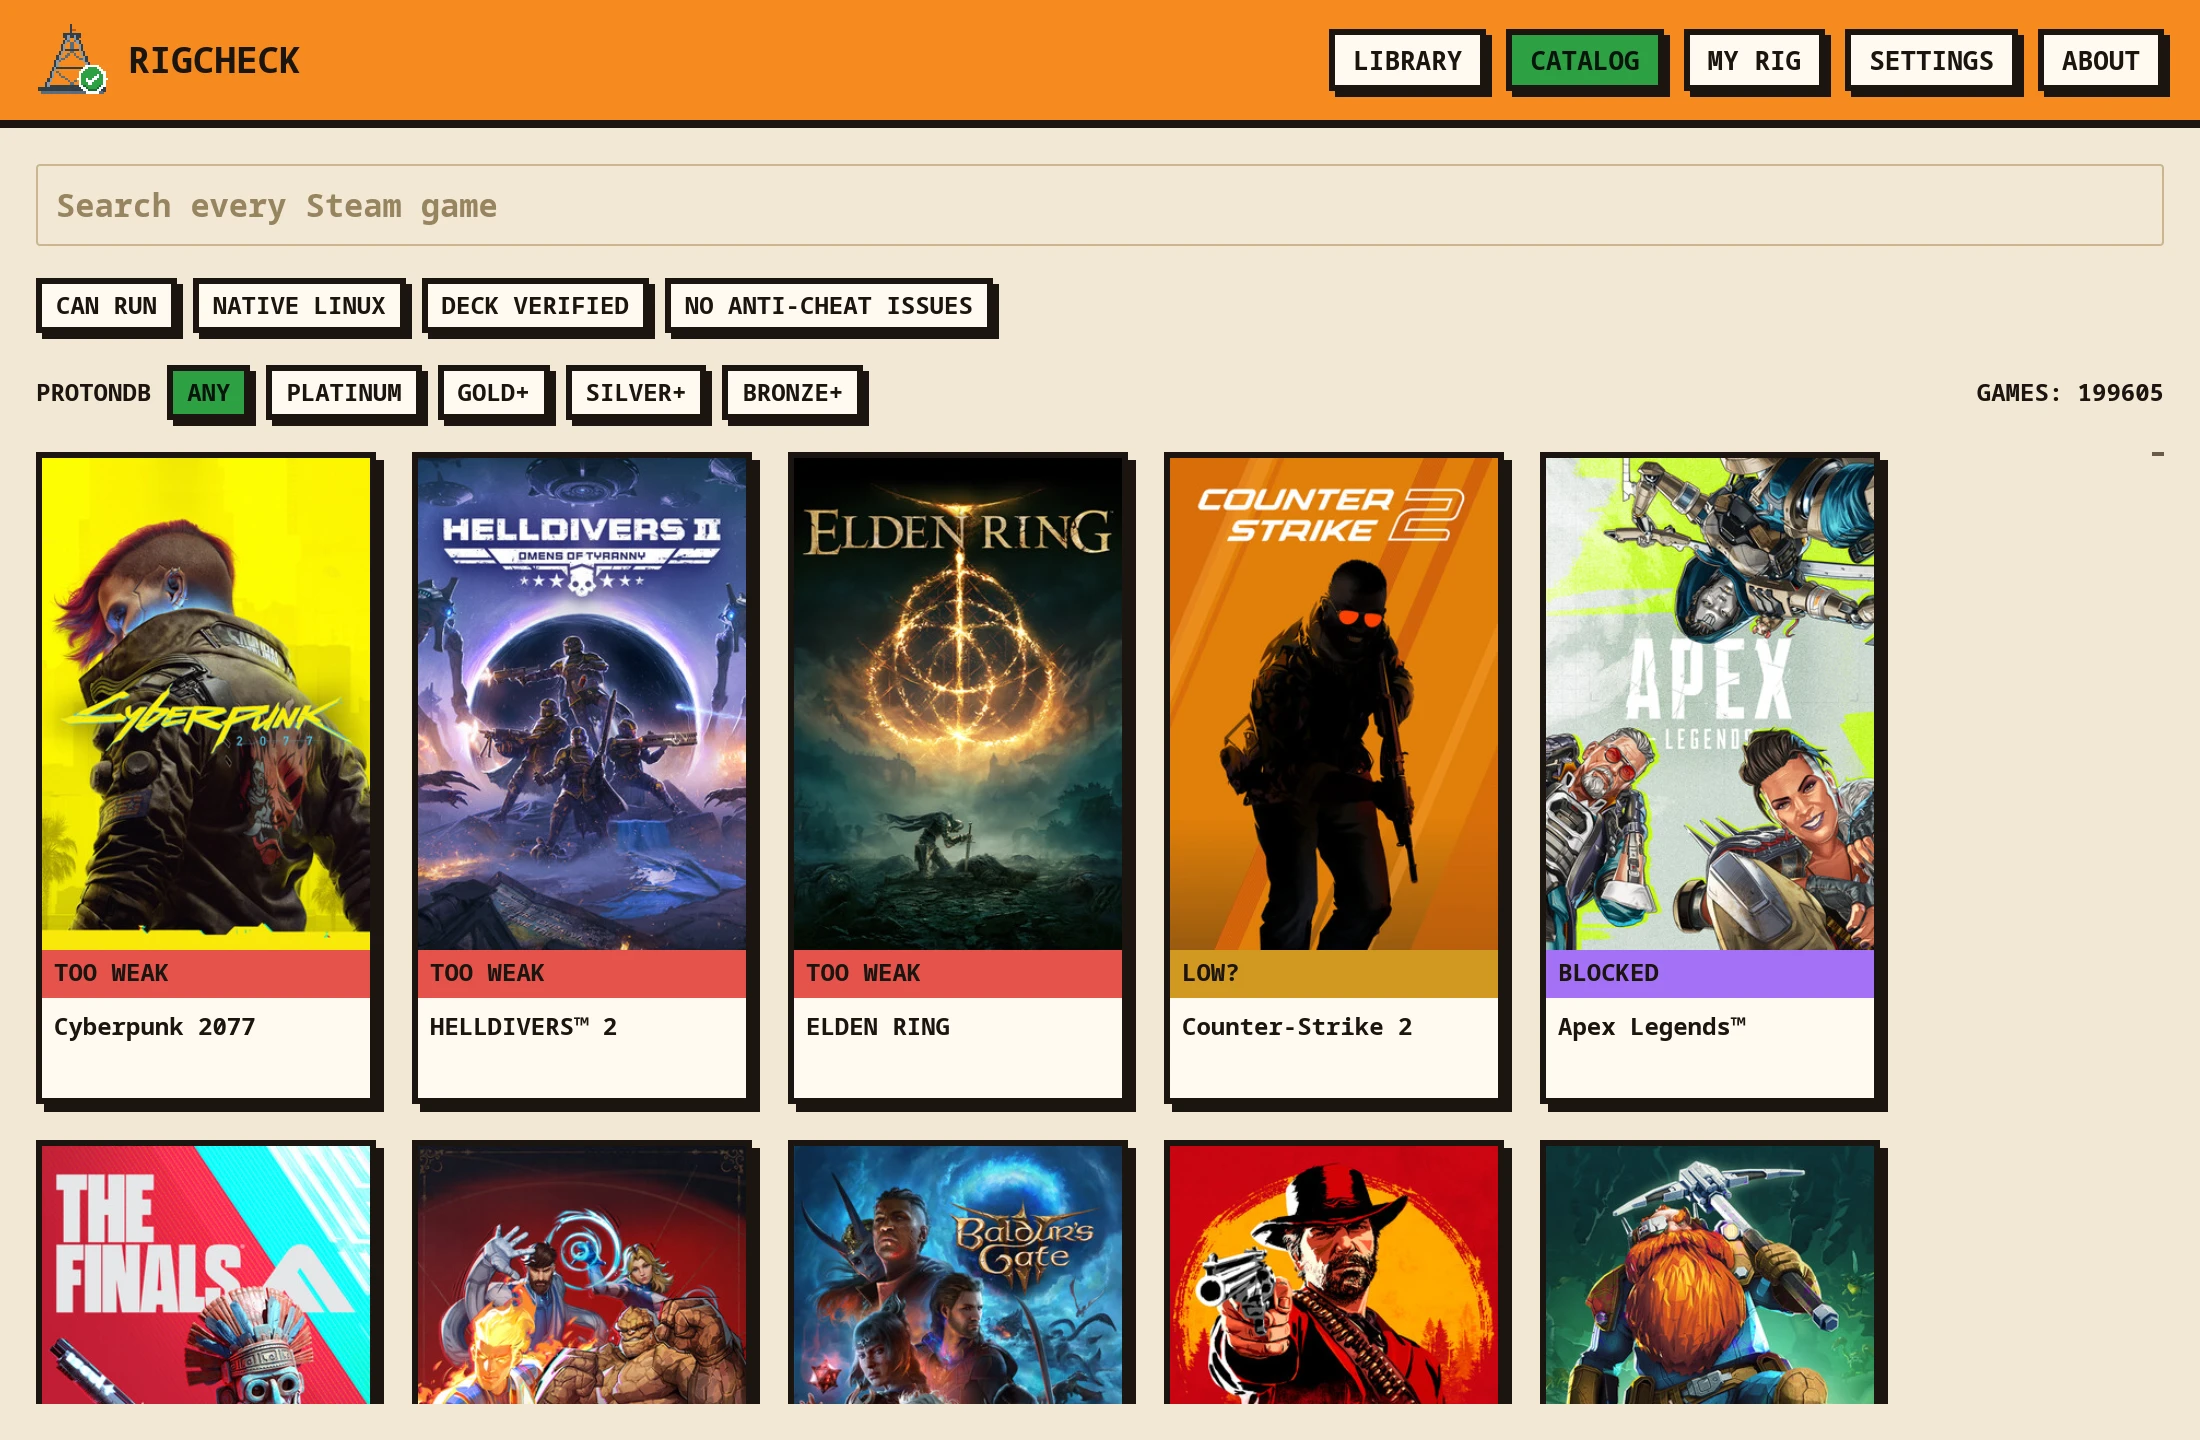 RIGCHECK
LIBRARY
CATALOG
MY RIG
SETTINGS
ABOUT
Search every Steam game
CAN RUN
NATIVE LINUX
DECK VERIFIED
NO ANTI-CHEAT ISSUES
PROTONDB
ANY
PLATINUM
GOLD+
SILVER+
BRONZE+
GAMES: 199605
Cyberpunk
2077
HELLDIVERS II
OMENS OF TYRANNY
ELDEN RING
COUNTER
STRIKE 2
APEX
LEGENDS
TOO WEAK
TOO WEAK
TOO WEAK
LOW?
BLOCKED
Cyberpunk 2077
HELLDIVERS™ 2
ELDEN RING
Counter-Strike 2
Apex Legends™
THE
FINALS
Baldur's
Gate